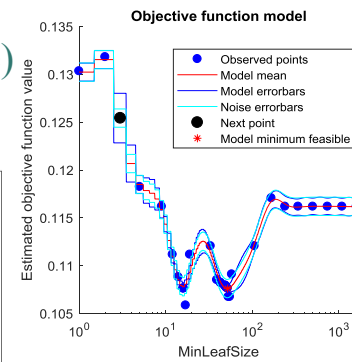 Objective function model
)
Estimated objective function value
0.135
0.13
0.125
0.12
0.115
0.11
0.105
Observed points
Model mean
Model errorbars
Noise errorbars
Next point
Model minimum feasible
10^0
10^1
10^2
10^3
MinLeafSize